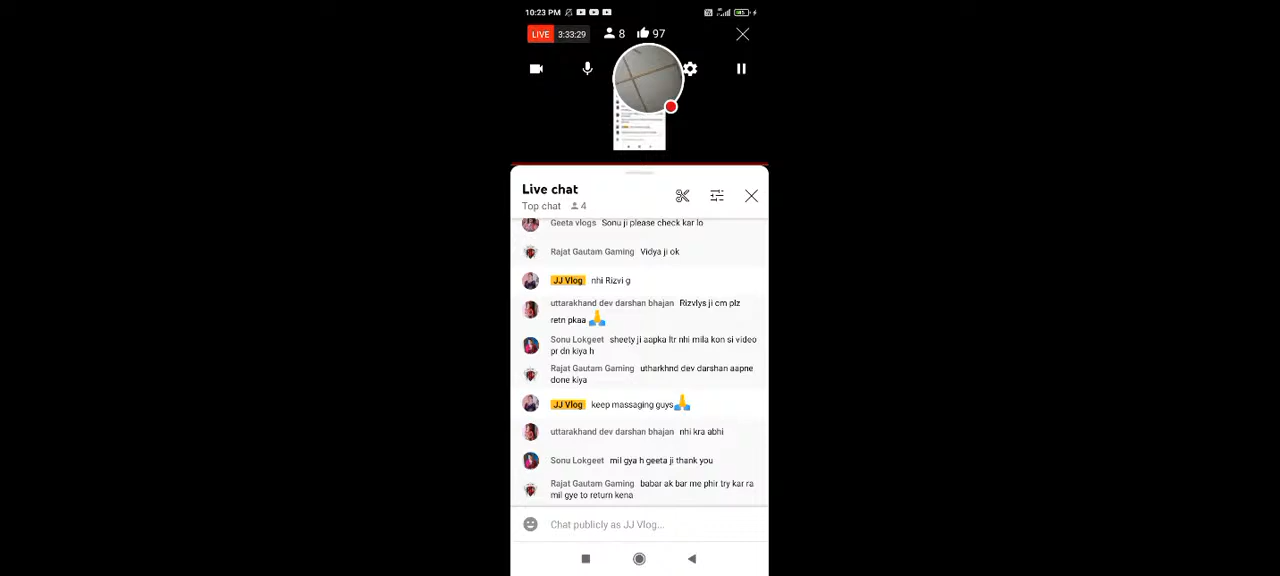 10:23 PM
LIVE 3:33:29 8 97
Live chat
Top chat 4
Geeta vlogs Sonu ji please check kar lo
Rajat Gautam Gaming Vidya ji ok
JJ Vlog nhi Rizvi g
uttarakhand dev darshan bhajan Rizvlys ji cm plz
retn pkaa 🙏
Sonu Lokgeet sheety ji aapka ltr nhi mila kon si video
pr dn kiya h
Rajat Gautam Gaming utharkhnd dev darshan aapne
done kiya
JJ Vlog keep massaging guys🙏
uttarakhand dev darshan bhajan nhi kra abhi
Sonu Lokgeet mil gya h geeta ji thank you
Rajat Gautam Gaming babar ak bar me phir try kar ra
mil gye to return kena
Chat publicly as JJ Vlog...